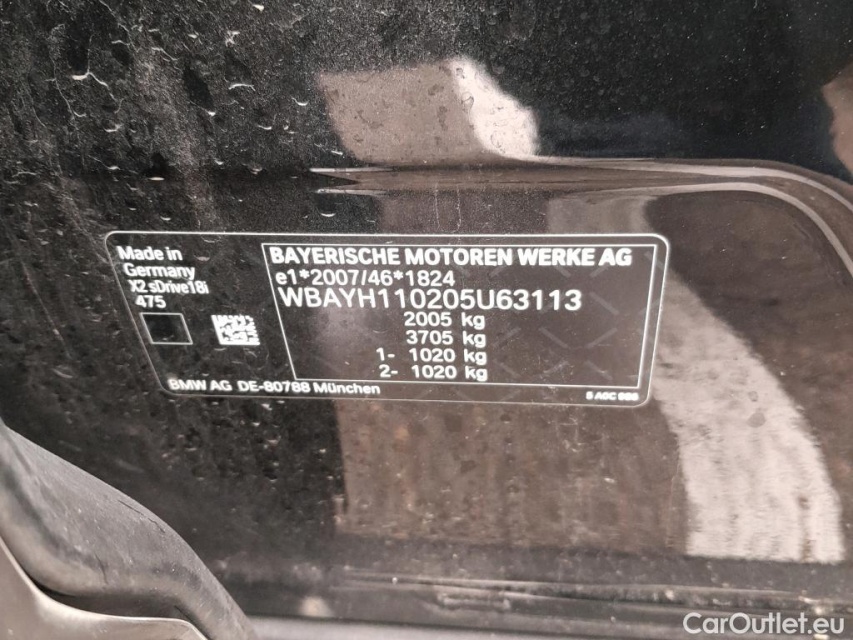 Made in
Germany
X2 sDrive18i
475
BAYERISCHE MOTOREN WERKE AG
e1*2007/46*1824
WBAYH110205U63113
2005 kg
3705 kg
1- 1020 kg
2- 1020 kg
BMW AG DE-80788 München
CarOutlet.eu